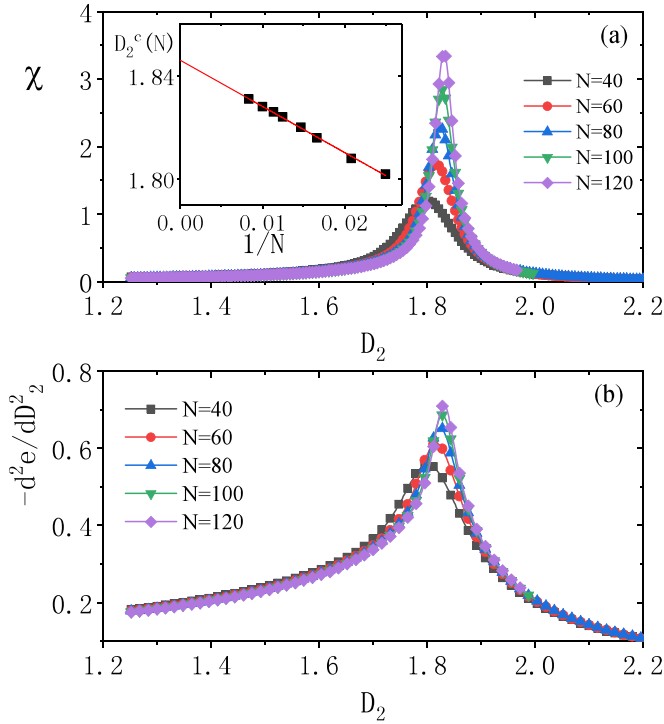 (a)
χ
4
3
2
1
0
1.2 1.4 1.6 1.8 2.0 2.2
D₂
N=40
N=60
N=80
N=100
N=120
D₂ᶜ(N)
1.84
1.80
0.00 0.01 0.02
1/N
(b)
-d²e/dD²₂
0.8
0.6
0.4
0.2
1.2 1.4 1.6 1.8 2.0 2.2
D₂
N=40
N=60
N=80
N=100
N=120